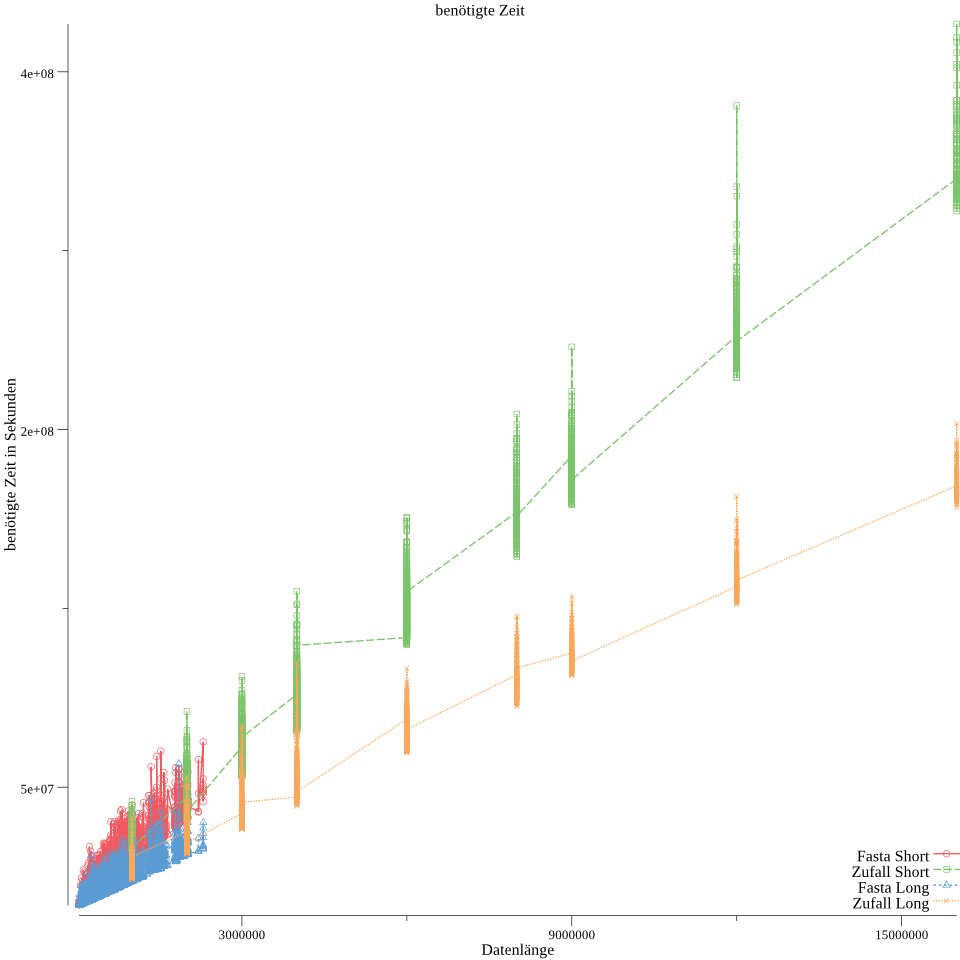 benötigte Zeit
4e+08
2e+08
5e+07
benötigte Zeit in Sekunden
Fasta Short
Zufall Short
Fasta Long
Zufall Long
3000000
9000000
15000000
Datenlänge